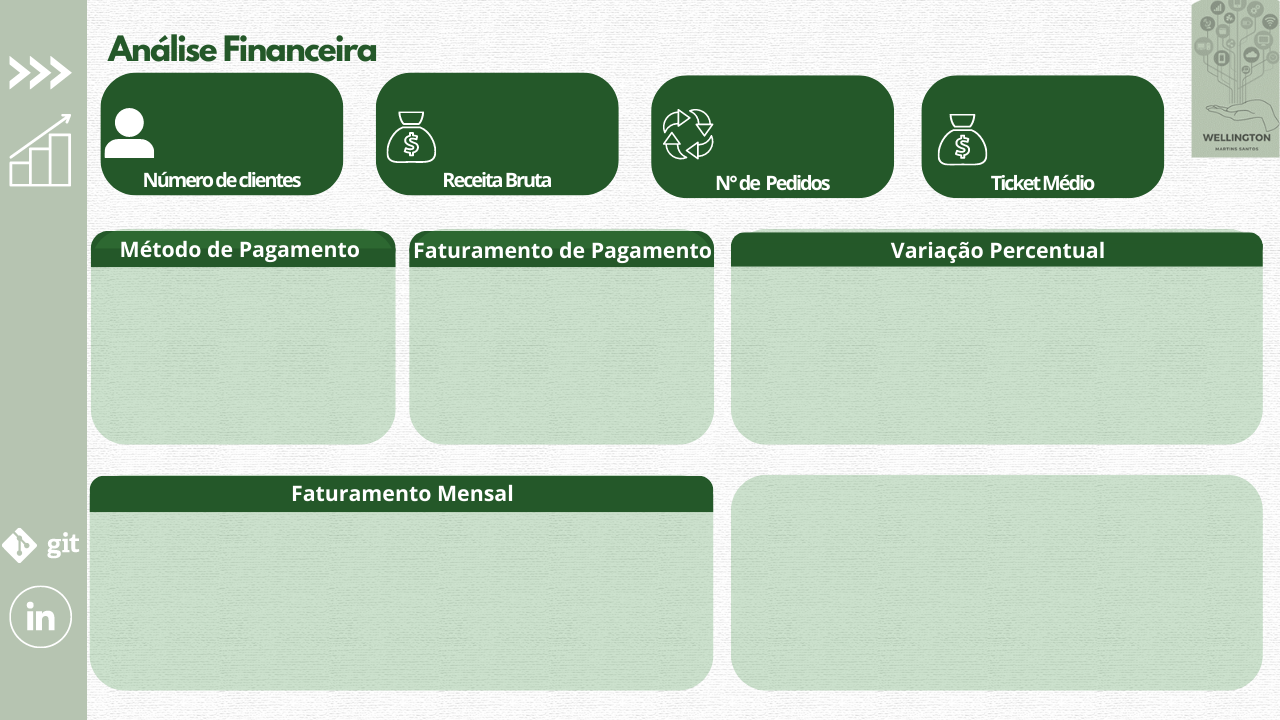 Análise Financeira
WELLINGTON
MARTINS SANTOS
Número de clientes
Receita Bruta
N° de Pedidos
Ticket Médio
Método de Pagamento
Faturamento de Pagamento
Variação Percentual
Faturamento Mensal
git
in